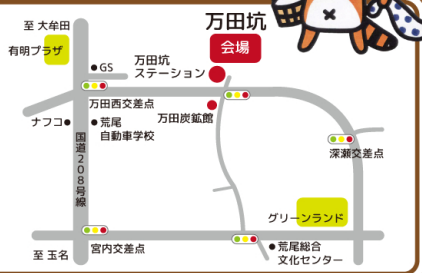 至 大牟田
有明プラザ
GS
万田坑
ステーション
万田坑
会場
万田西交差点
万田炭鉱館
ナフコ
荒尾
自動車学校
国道208号線
深瀬交差点
グリーンランド
至 玉名
宮内交差点
荒尾総合
文化センター